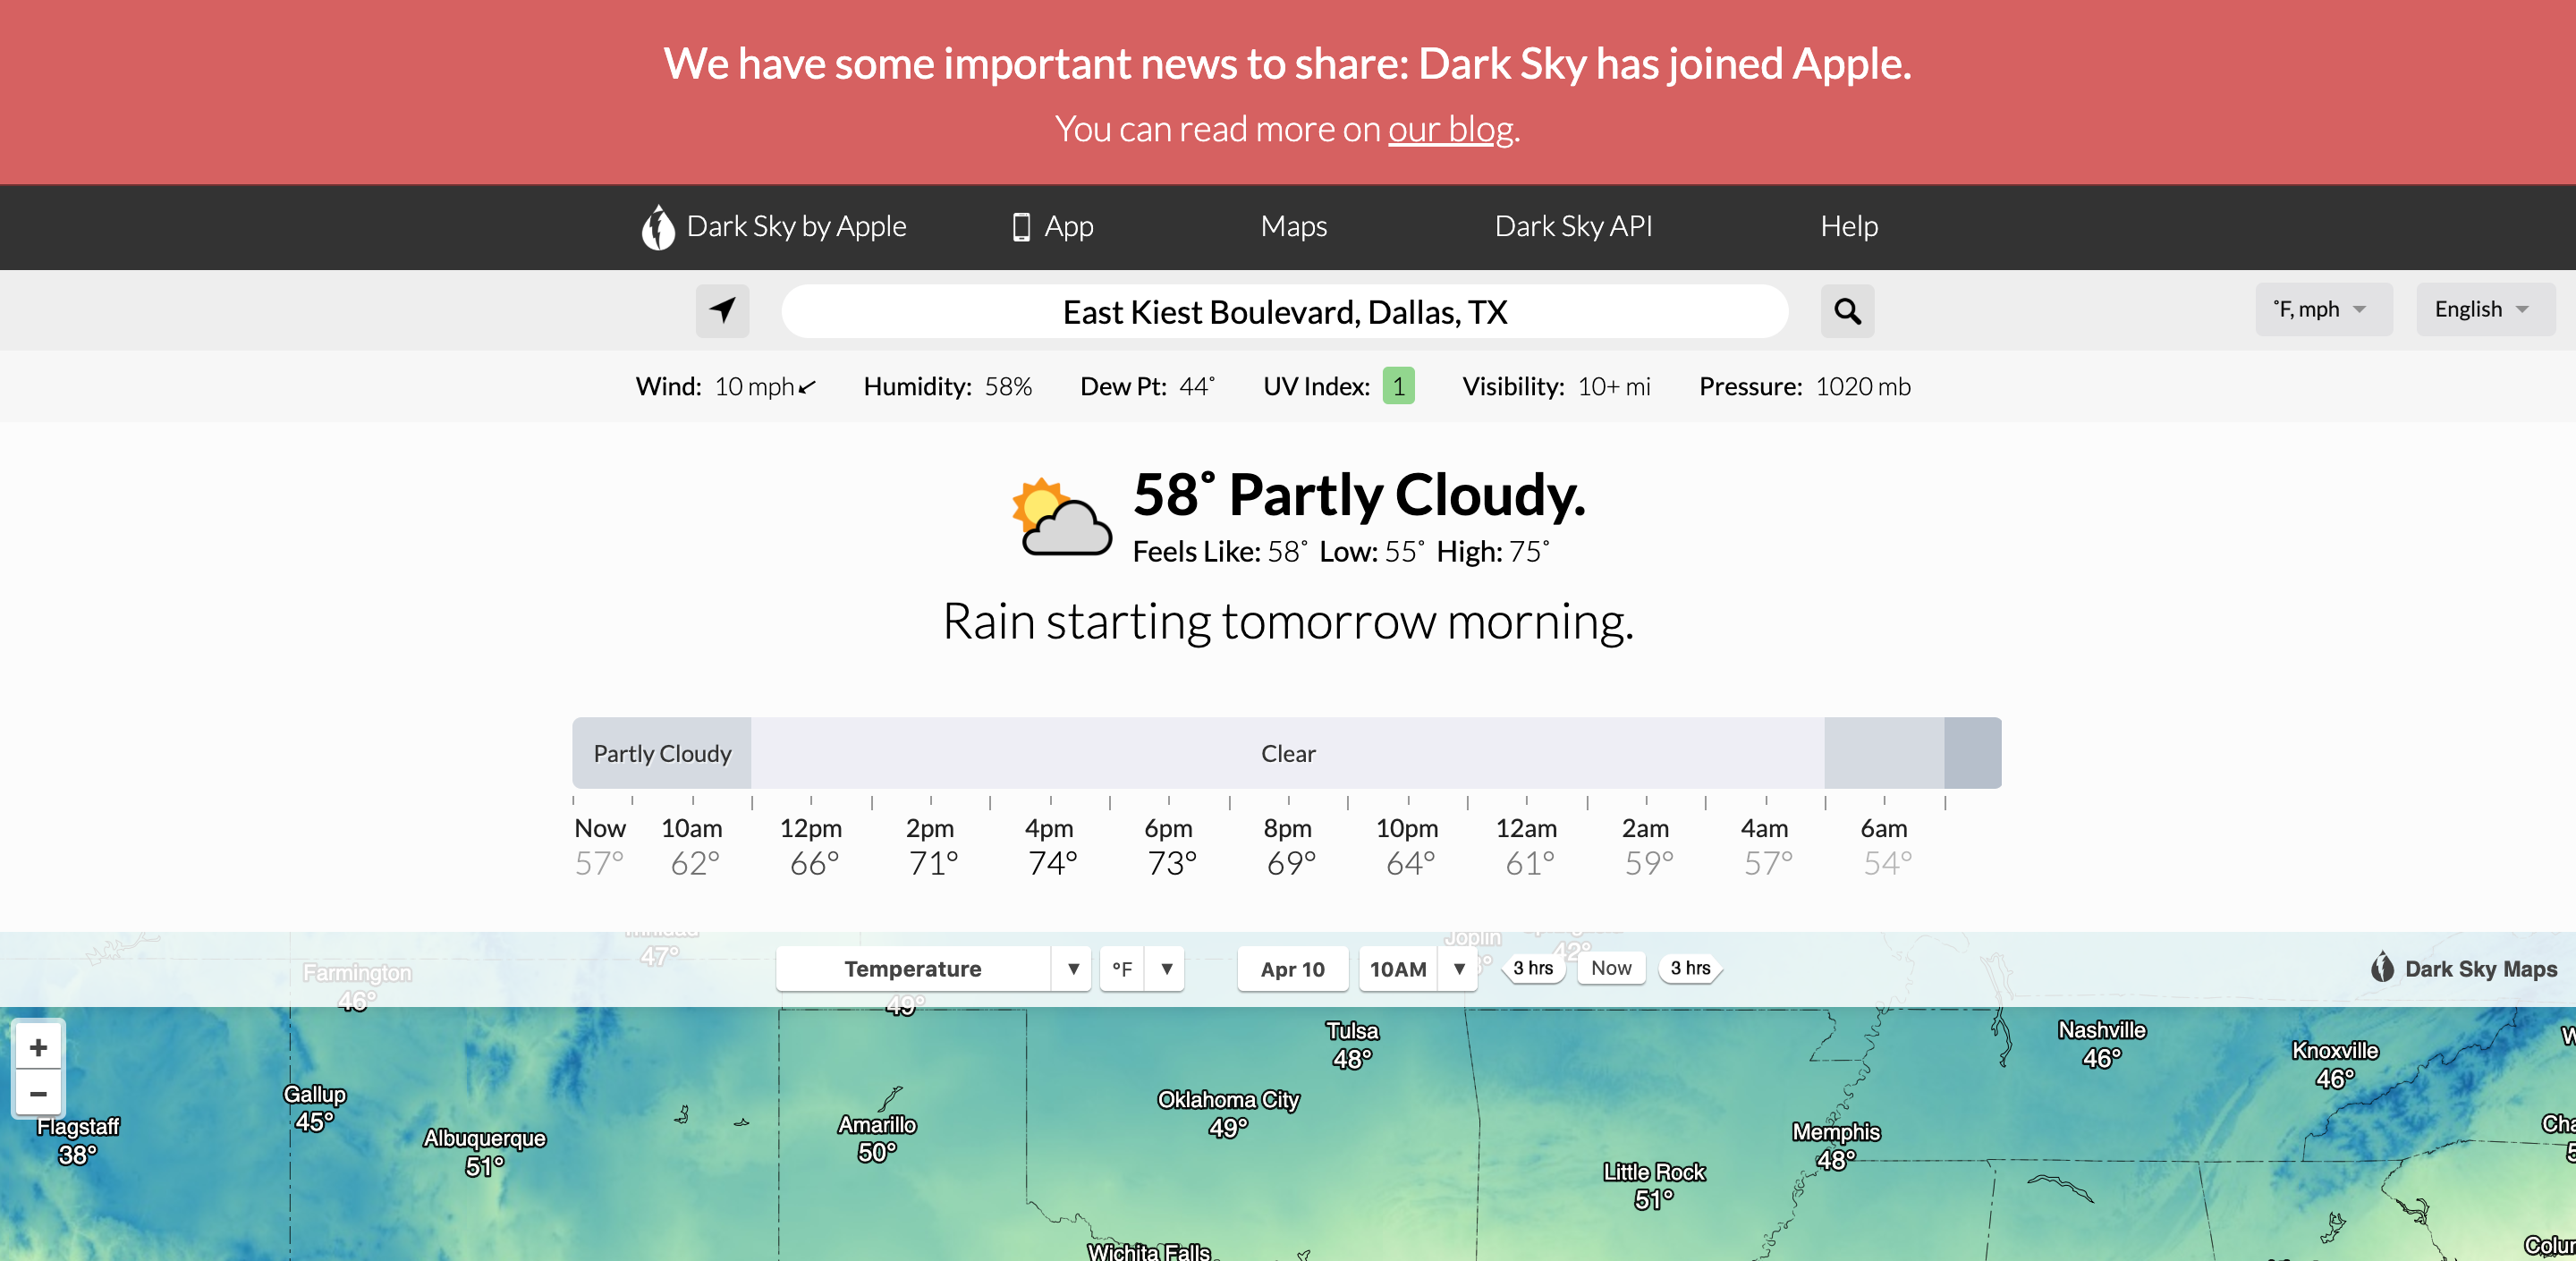 We have some important news to share: Dark Sky has joined Apple.
You can read more on our blog.
Dark Sky by Apple App Maps Dark Sky API Help
East Kiest Boulevard, Dallas, TX ˚F, mph English
Wind: 10 mph Humidity: 58% Dew Pt: 44˚ UV Index: 1 Visibility: 10+ mi Pressure: 1020 mb
58˚ Partly Cloudy.
Feels Like: 58˚ Low: 55˚ High: 75˚
Rain starting tomorrow morning.
Partly Cloudy Clear
Now 10am 12pm 2pm 4pm 6pm 8pm 10pm 12am 2am 4am 6am
57° 62° 66° 71° 74° 73° 69° 64° 61° 59° 57° 54°
Joplin
47° 42°
Temperature °F Apr 10 10AM 3 hrs Now 3 hrs Dark Sky Maps
Farmington
46° 49°
+
−
Tulsa
48°
Nashville
46°
Knoxville
46°
Gallup
45°
Oklahoma City
49°
Flagstaff
38°
Albuquerque
51°
Amarillo
50°
Memphis
48°
Little Rock
51°
Wichita Falls